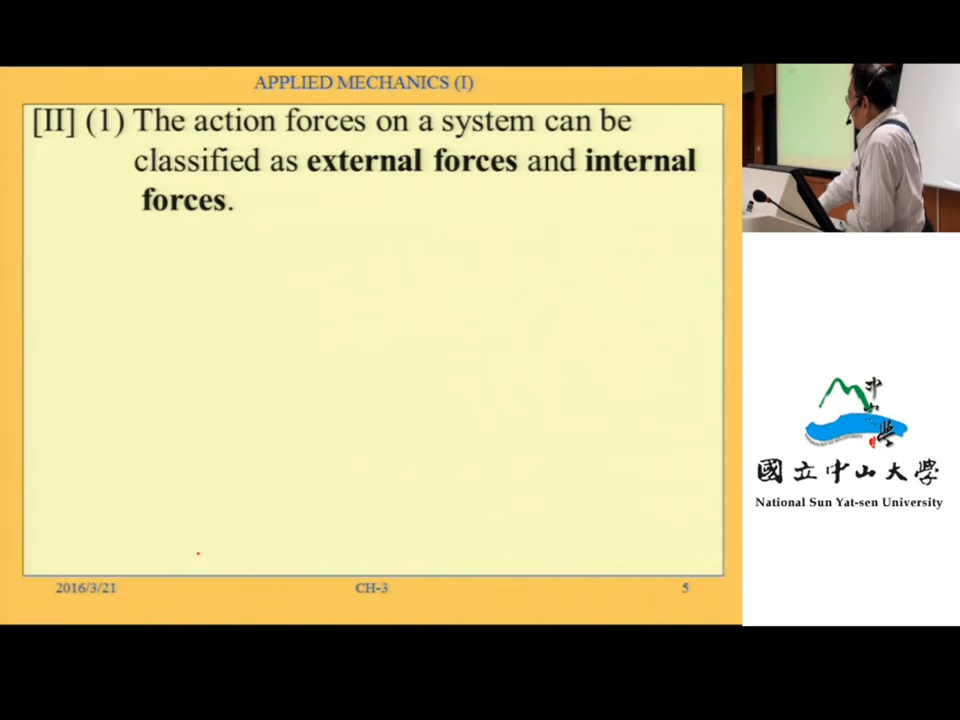 APPLIED MECHANICS (I)
[II] (1) The action forces on a system can be
classified as external forces and internal
forces.
2016/3/21
CH-3
5
國立中山大學
National Sun Yat-sen University